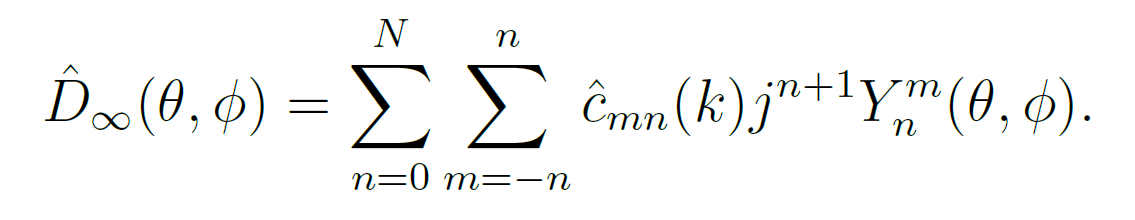 \hat{D}_{\infty}(\theta, \phi) = \sum_{n=0}^{N} \sum_{m=-n}^{n} \hat{c}_{mn}(k) j^{n+1} Y_n^m(\theta, \phi).